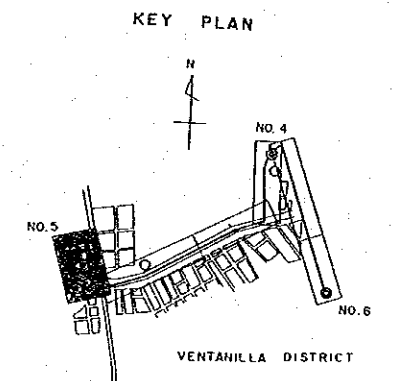 KEY PLAN
N
NO. 4
NO. 5
NO. 6
VENTANILLA DISTRICT